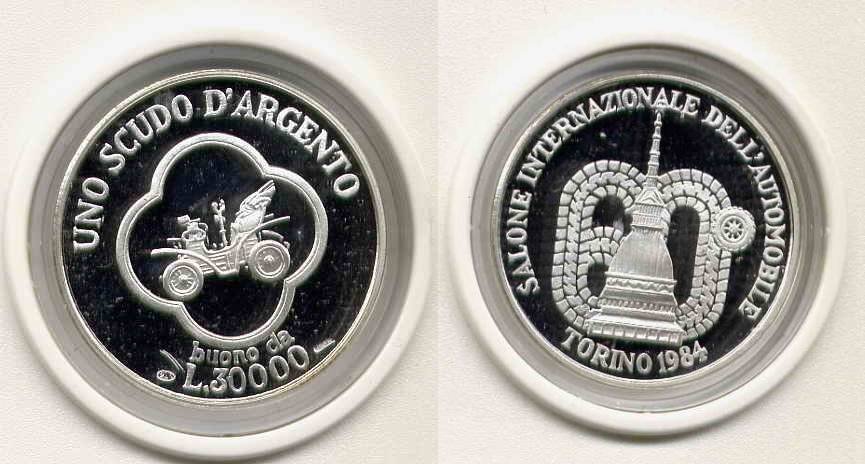 UNO SCUDO D'ARGENTO
buono da
L.30000
SALONE INTERNAZIONALE DELL'AUTOMOBILE
60
TORINO 1984